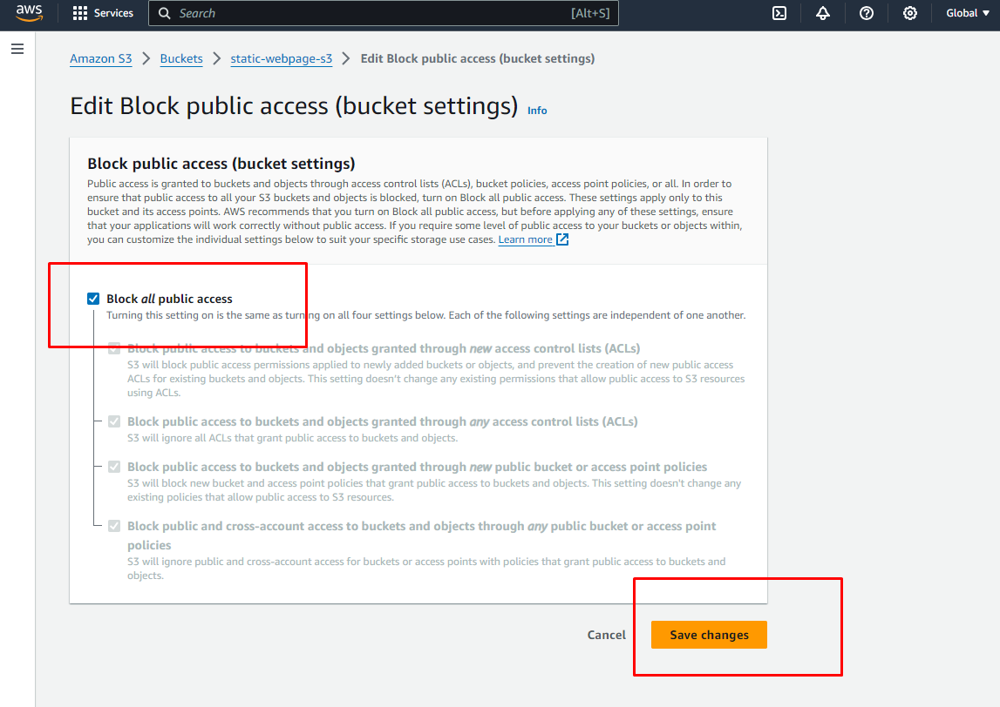 aws
Services
Search
[Alt+S]
Global
Amazon S3
Buckets
static-webpage-s3
Edit Block public access (bucket settings)
Edit Block public access (bucket settings) Info
Block public access (bucket settings)
Public access is granted to buckets and objects through access control lists (ACLs), bucket policies, access point policies, or all. In order to
ensure that public access to all your S3 buckets and objects is blocked, turn on Block all public access. These settings apply only to this
bucket and its access points. AWS recommends that you turn on Block all public access, but before applying any of these settings, ensure
that your applications will work correctly without public access. If you require some level of public access to your buckets or objects within,
you can customize the individual settings below to suit your specific storage use cases. Learn more
Block all public access
Turning this setting on is the same as turning on all four settings below. Each of the following settings are independent of one another.
Block public access to buckets and objects granted through new access control lists (ACLs)
S3 will block public access permissions applied to newly added buckets or objects, and prevent the creation of new public access
ACLs for existing buckets and objects. This setting doesn't change any existing permissions that allow public access to S3 resources
using ACLs.
Block public access to buckets and objects granted through any access control lists (ACLs)
S3 will ignore all ACLs that grant public access to buckets and objects.
Block public access to buckets and objects granted through new public bucket or access point policies
S3 will block new bucket and access point policies that grant public access to buckets and objects. This setting doesn't change any
existing policies that allow public access to S3 resources.
Block public and cross-account access to buckets and objects through any public bucket or access point
policies
S3 will ignore public and cross-account access for buckets or access points with policies that grant public access to buckets and
objects.
Cancel
Save changes